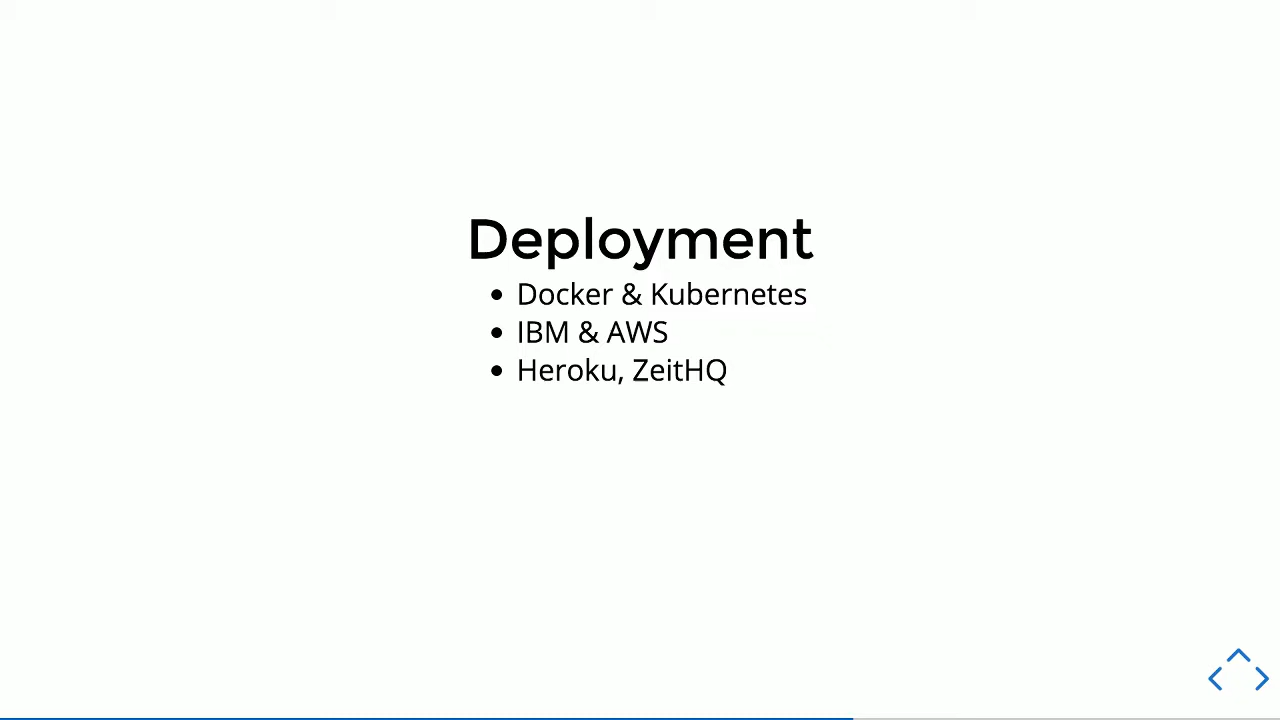 Deployment
Docker & Kubernetes
IBM & AWS
Heroku, ZeitHQ